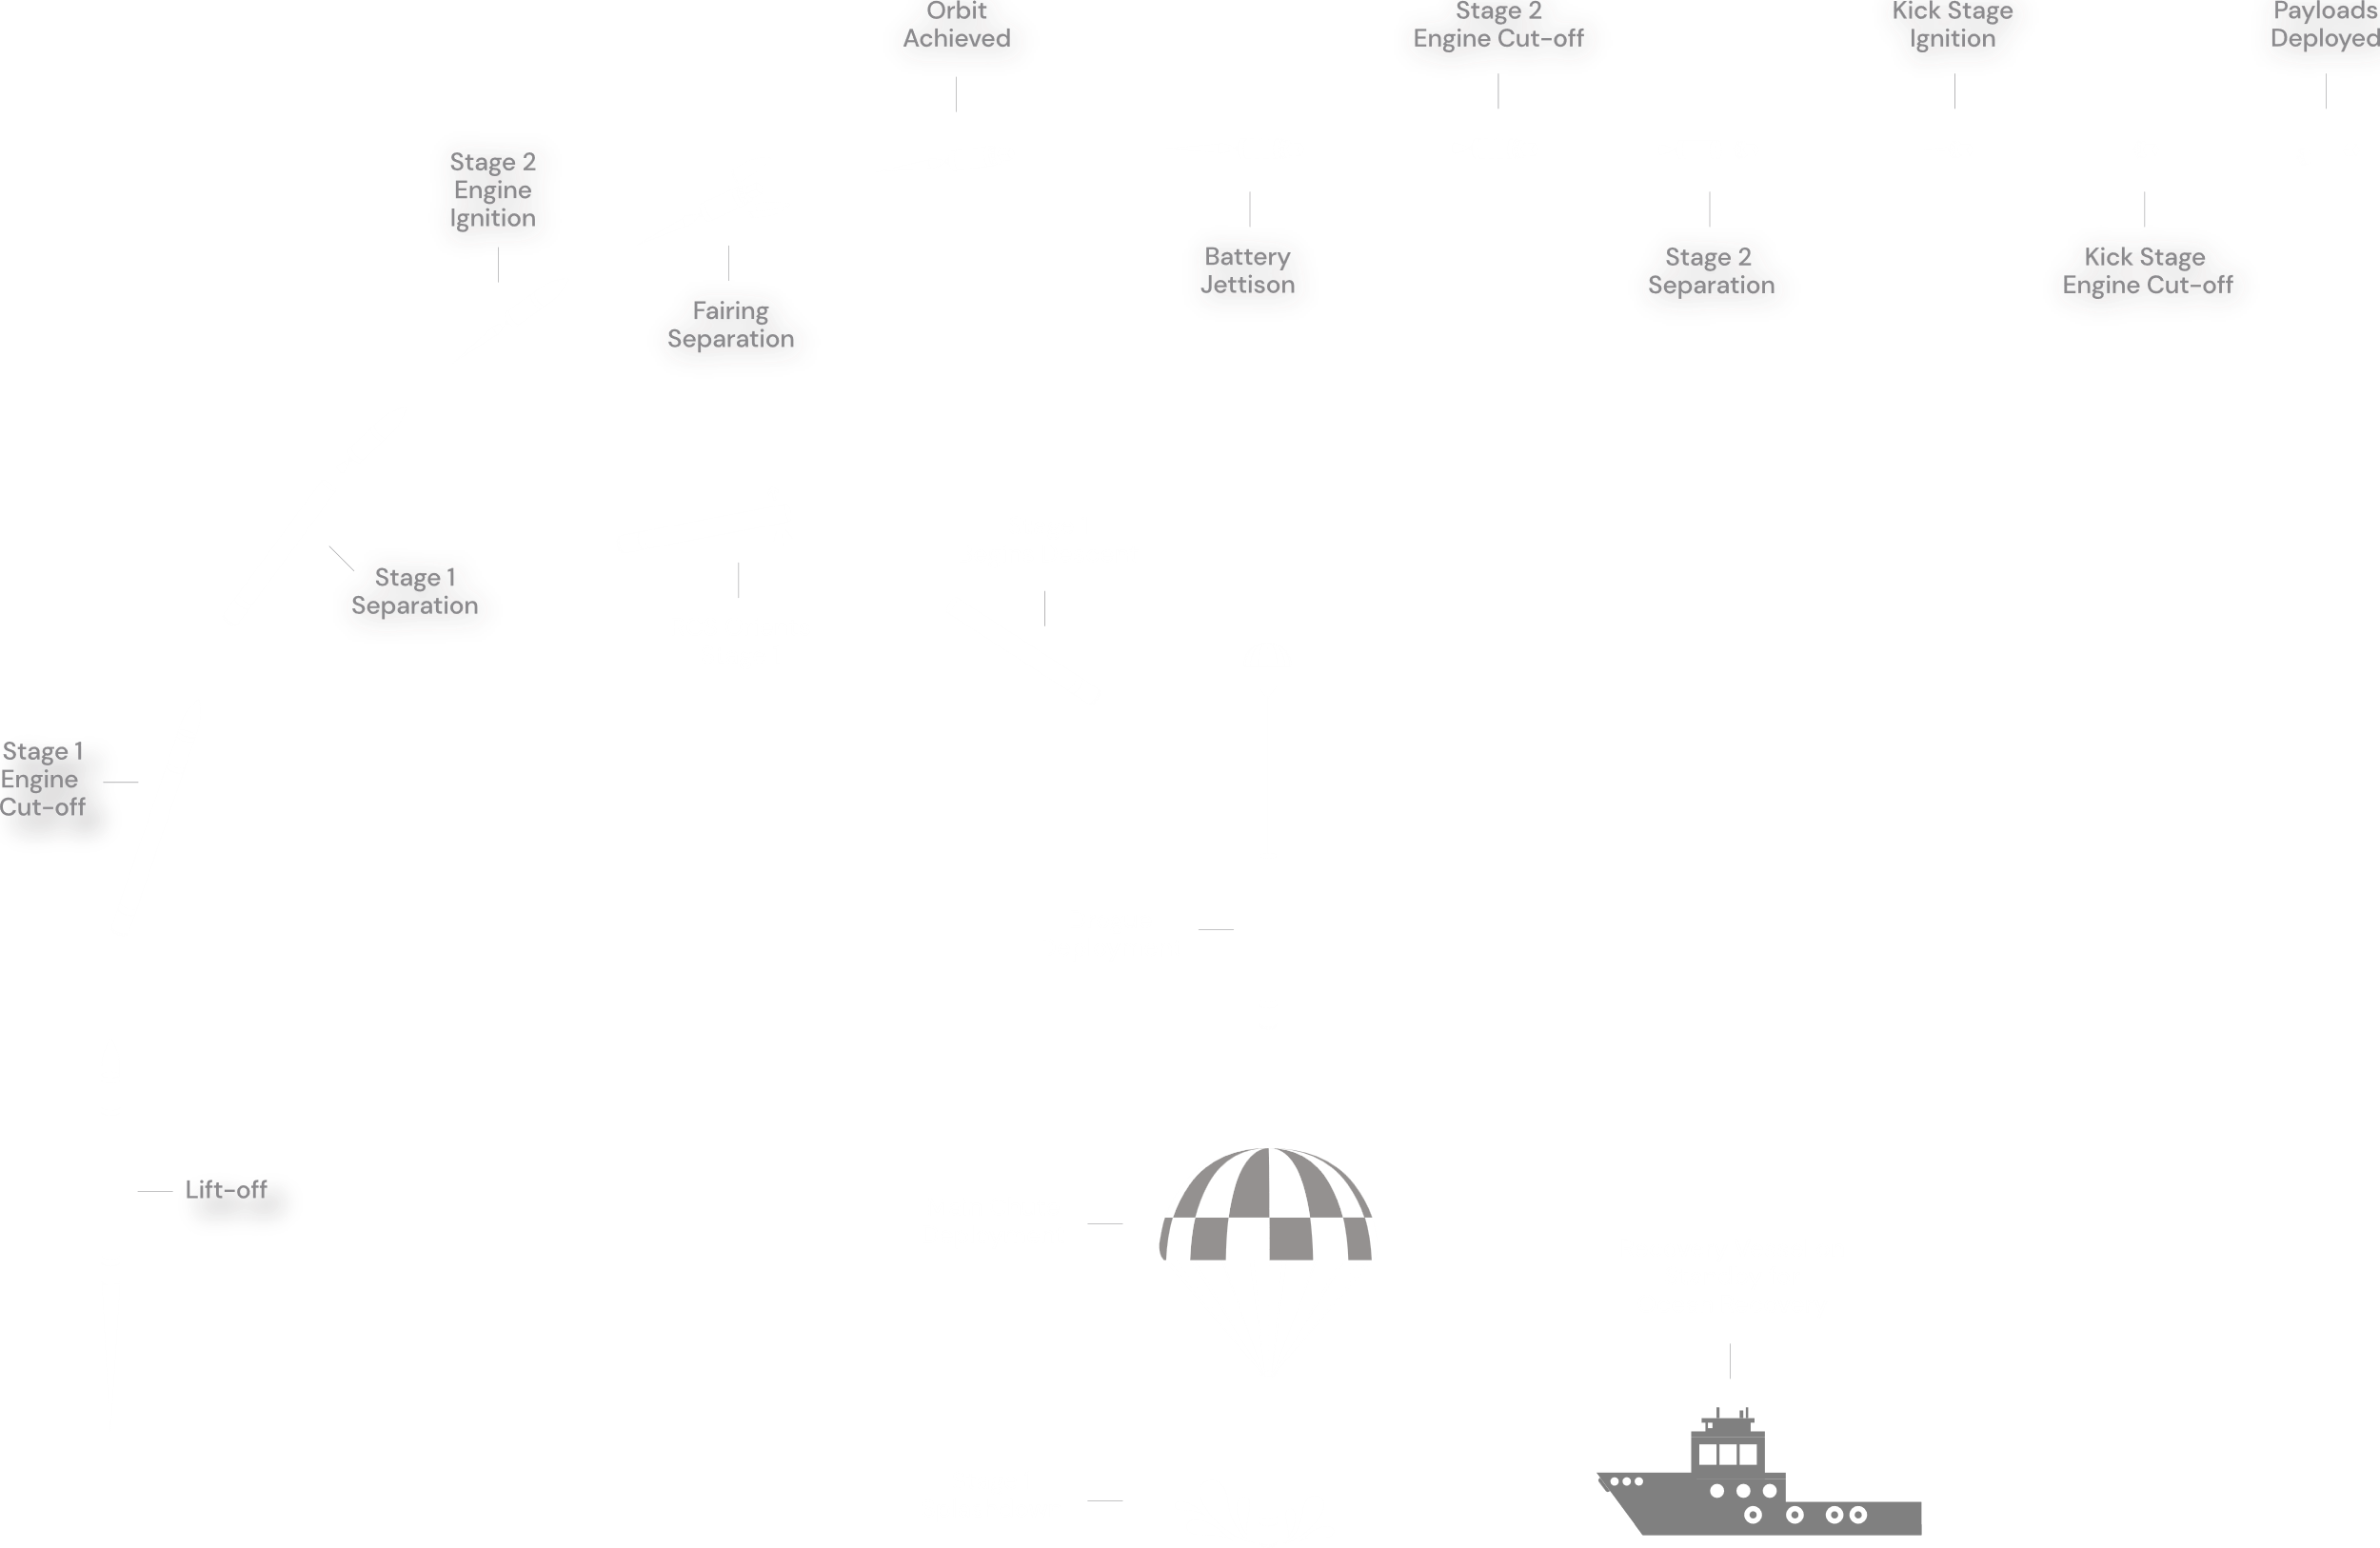 Orbit
Achieved
Stage 2
Engine Cut-off
Kick Stage
Ignition
Payloads
Deployed
Stage 2
Engine
Ignition
Fairing
Separation
Battery
Jettison
Stage 2
Separation
Kick Stage
Engine Cut-off
Stage 1
Separation
Stage 1
Engine
Cut-off
Lift-off